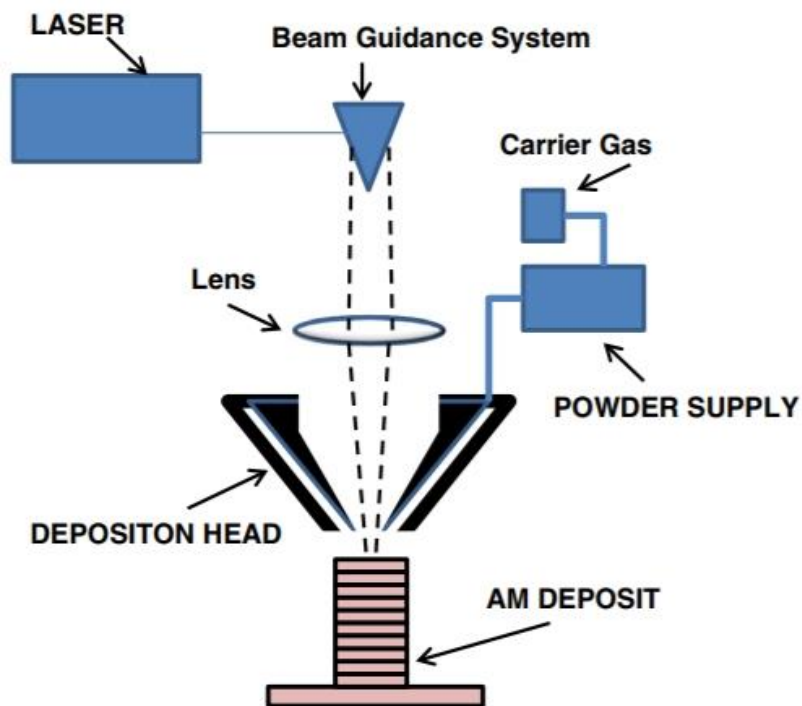 LASER
Beam Guidance System
Carrier Gas
Lens
POWDER SUPPLY
DEPOSITON HEAD
AM DEPOSIT